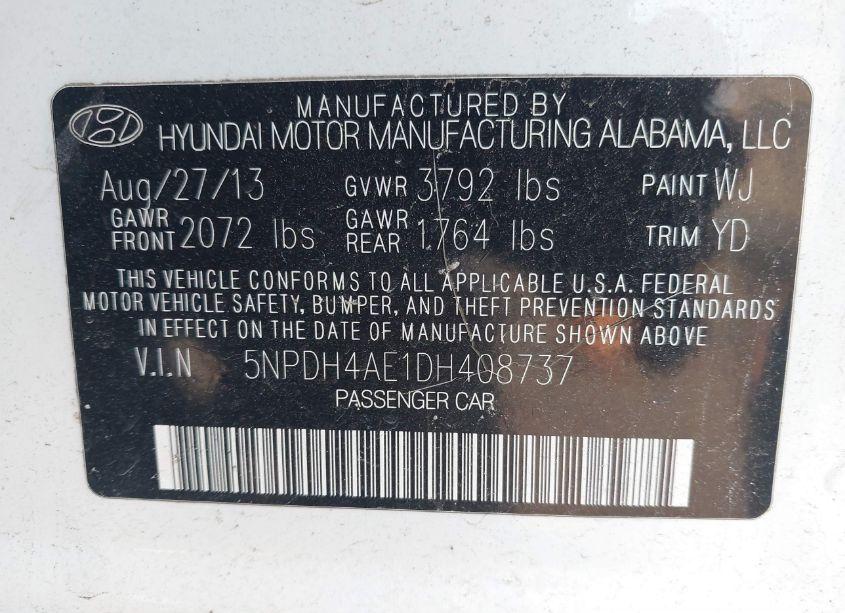 MANUFACTURED BY
HYUNDAI MOTOR MANUFACTURING ALABAMA, LLC
Aug/27/13 GVWR 3792 lbs PAINT WJ
GAWR FRONT 2072 lbs GAWR REAR 1764 lbs TRIM YD
THIS VEHICLE CONFORMS TO ALL APPLICABLE U.S.A. FEDERAL
MOTOR VEHICLE SAFETY, BUMPER, AND THEFT PREVENTION STANDARDS
IN EFFECT ON THE DATE OF MANUFACTURE SHOWN ABOVE.
V.I.N 5NPDH4AE1DH408737
PASSENGER CAR